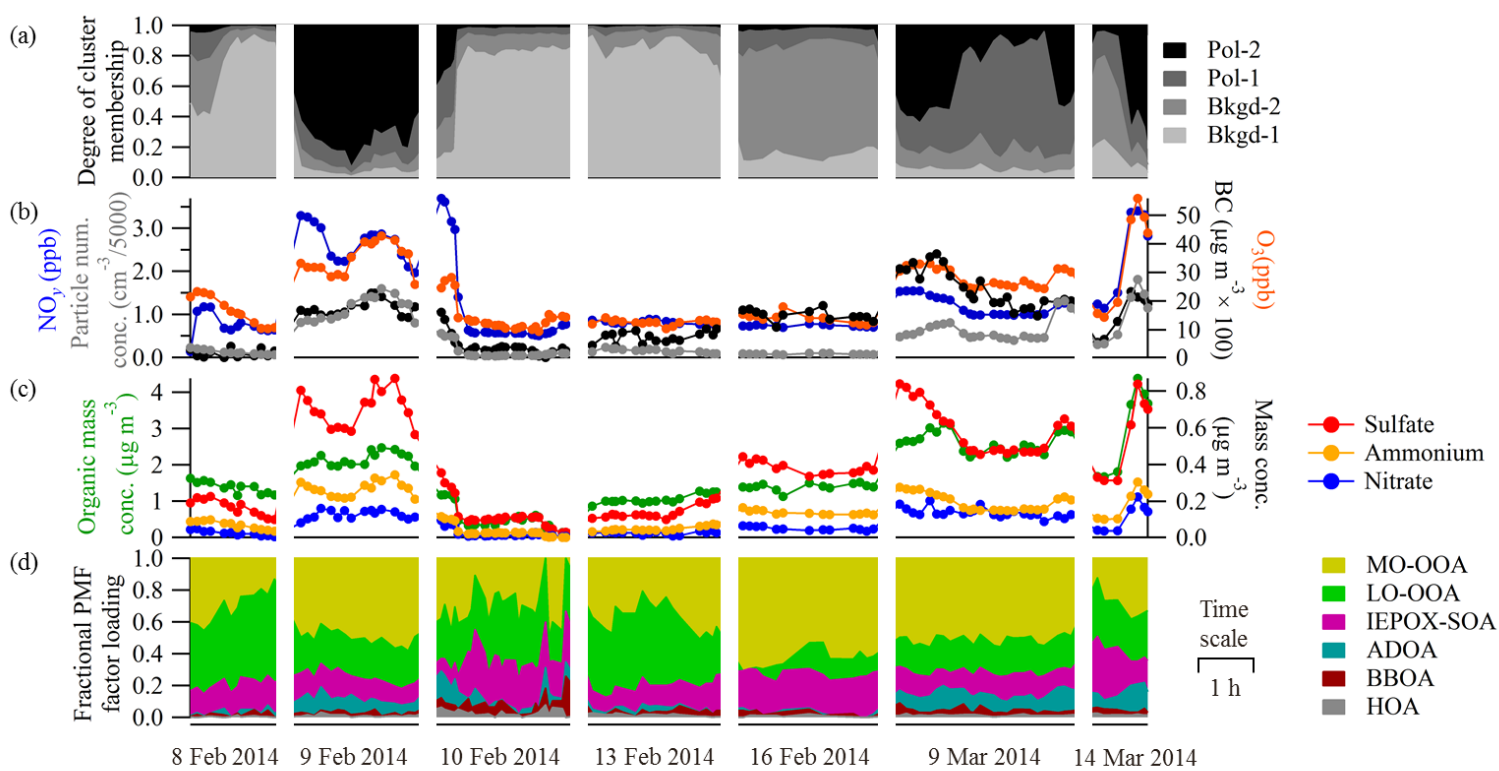 (a)
Degree of cluster
membership
1.0
0.8
0.6
0.4
0.2
0.0
Pol-2
Pol-1
Bkgd-2
Bkgd-1
(b)
NOy (ppb)
Particle num.
conc. (cm-3/5000)
3.0
2.0
1.0
0.0
50
40
30
20
10
0
BC (μg m-3 × 100)
O3(ppb)
(c)
Organic mass
conc. (μg m-3)
4
3
2
1
0
0.8
0.6
0.4
0.2
0.0
Mass conc.
(μg m-3)
Sulfate
Ammonium
Nitrate
(d)
Fractional PMF
factor loading
1.0
0.8
0.6
0.4
0.2
0.0
Time
scale
1 h
MO-OOA
LO-OOA
IEPOX-SOA
ADOA
BBOA
HOA
8 Feb 2014
9 Feb 2014
10 Feb 2014
13 Feb 2014
16 Feb 2014
9 Mar 2014
14 Mar 2014